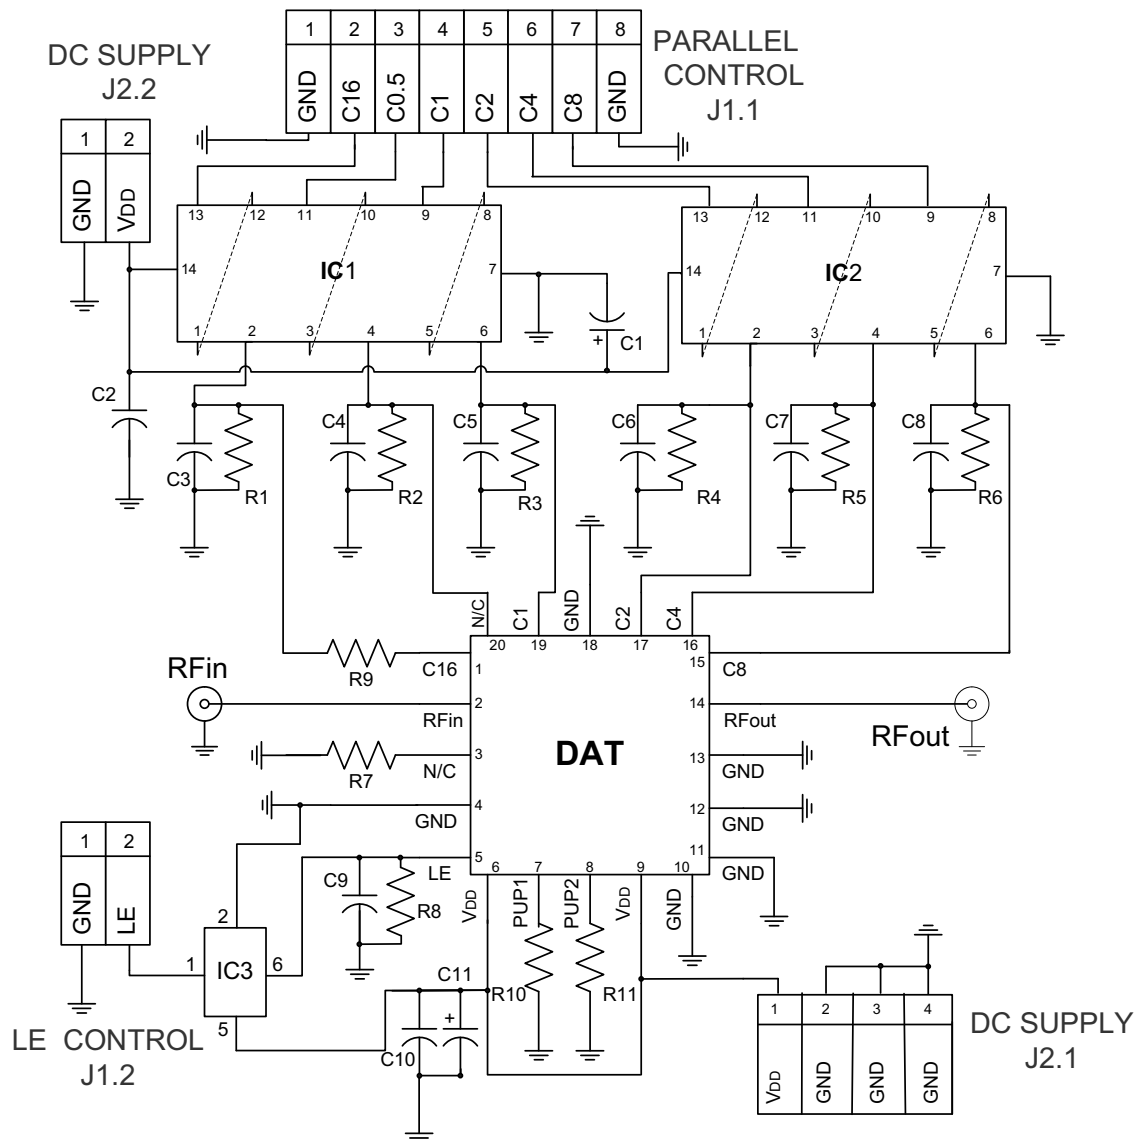 1 2 3 4 5 6 7 8
GND C16 C0.5 C1 C2 C4 C8 GND
PARALLEL
CONTROL
J1.1
DC SUPPLY
J2.2
1 2
GND VDD
13 12 11 10 9 8
14 IC1 7
1 2 3 4 5 6
13 12 11 10 9 8
14 IC2 7
1 2 3 4 5 6
+ C1
C2
C3 R1
C4 R2
C5 R3
C6 R4
C7 R5
C8 R6
N/C C1 GND C2 C4
20 19 18 17 16
R9 C16 1
15 C8
RFin
RFin 2
14 RFout
RFout
R7 N/C 3
DAT
13 GND
GND 4
12 GND
LE 5
11 GND
6 7 8 9 10
VDD PUP1 PUP2 VDD GND
C9 R8
R10 R11
1 2
GND LE
2
1 IC3 6
5
LE CONTROL
J1.2
C10 + C11
1 2 3 4
VDD GND GND GND
DC SUPPLY
J2.1